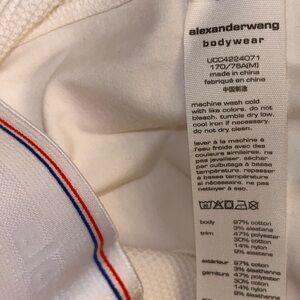 alexanderwang
bodywear
UCC4224071
170/76A(M)
made in china
fabriqué en chine
中国制造
machine wash cold
with like colors. do not
bleach. tumble dry low.
cool iron if necessary.
do not dry clean.
laver à la machine à
l'eau froide avec des
couleurs similaires. ne
pas javeliser. sécher
par culbutage à basse
température. repasser
à basse température
si nécessaire. ne pas
nettoyer à sec.
body 97% cotton
3% elastane
trim 47% polyester
30% cotton
14% nylon
9% elastane
extérieur 97% coton
3% élasthanne
garniture 47% polyester
30% coton
14% nylon
9% élasthanne